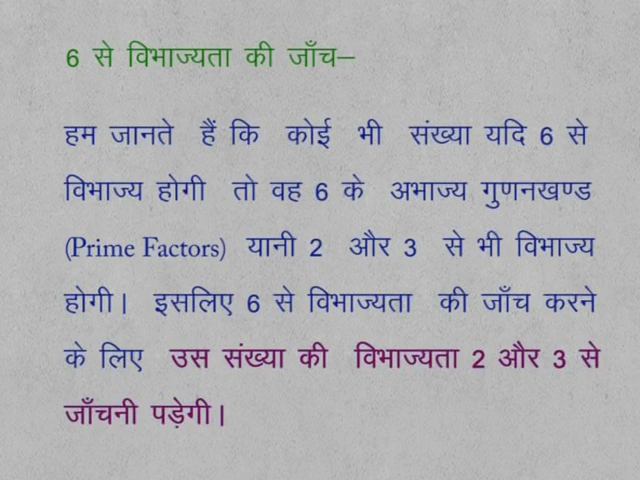 6 से विभाज्यता की जाँच–
हम जानते हैं कि कोई भी संख्या यदि 6 से
विभाज्य होगी तो वह 6 के अभाज्य गुणनखण्ड
(Prime Factors) यानी 2 और 3 से भी विभाज्य
होगी। इसलिए 6 से विभाज्यता की जाँच करने
के लिए उस संख्या की विभाज्यता 2 और 3 से
जाँचनी पड़ेगी।